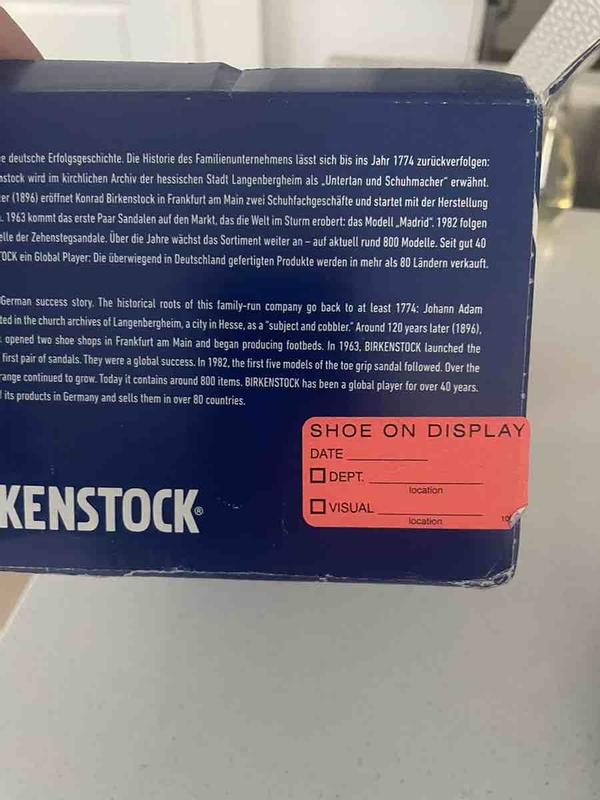 e deutsche Erfolgsgeschichte. Die Historie des Familienunternehmens lässt sich bis ins Jahr 1774 zurückverfolgen:
nstock wird im kirchlichen Archiv der hessischen Stadt Langenbergheim als „Untertan und Schuhmacher“ erwähnt.
er (1896) eröffnet Konrad Birkenstock in Frankfurt am Main zwei Schuhfachgeschäfte und startet mit der Herstellung
. 1963 kommt das erste Paar Sandalen auf den Markt, das die Welt im Sturm erobert: das Modell „Madrid“. 1982 folgen
elle der Zehenstegsandale. Über die Jahre wächst das Sortiment weiter an – auf aktuell rund 800 Modelle. Seit gut 40
OCK ein Global Player: Die überwiegend in Deutschland gefertigten Produkte werden in mehr als 80 Ländern verkauft.
German success story. The historical roots of this family-run company go back to at least 1774: Johann Adam
ted in the church archives of Langenbergheim, a city in Hesse, as a "subject and cobbler." Around 120 years later (1896),
opened two shoe shops in Frankfurt am Main and began producing footbeds. In 1963, BIRKENSTOCK launched the
first pair of sandals. They were a global success. In 1982, the first five models of the toe grip sandal followed. Over the
range continued to grow. Today it contains around 800 items. BIRKENSTOCK has been a global player for over 40 years.
its products in Germany and sells them in over 80 countries.
KENSTOCK®
SHOE ON DISPLAY
DATE
DEPT.
location
VISUAL
location
10